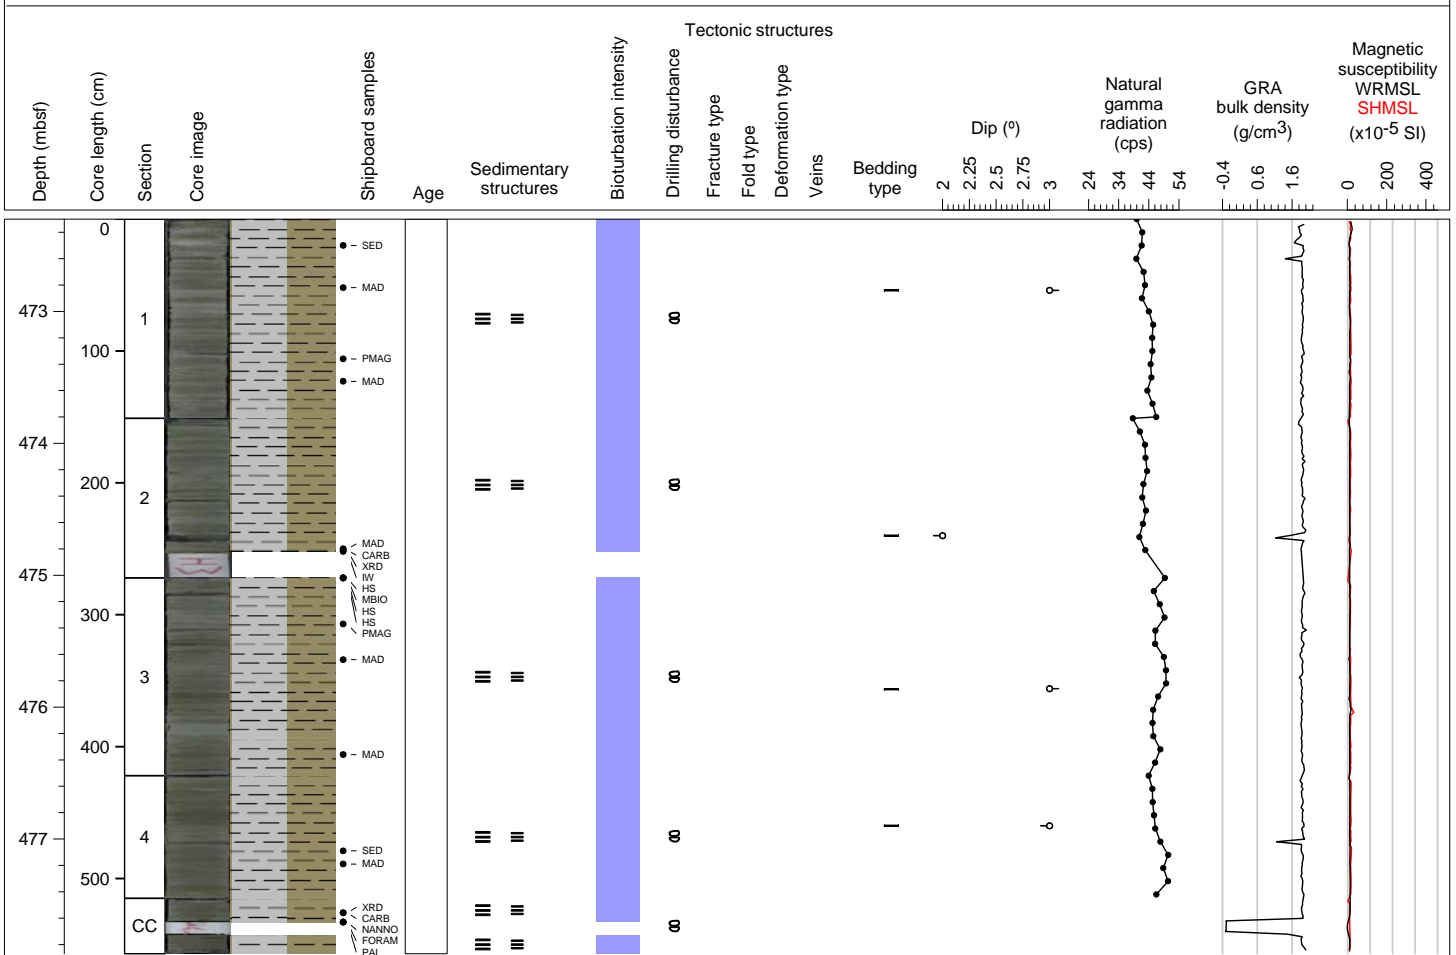 Tectonic structures
Depth (mbsf)
Core length (cm)
Section
Core image
Shipboard samples
Age
Sedimentary
structures
Bioturbation intensity
Drilling disturbance
Fracture type
Fold type
Deformation type
Veins
Bedding
type
Dip (º)
2 2.25 2.5 2.75 3
Natural
gamma
radiation
(cps)
24 34 44 54
GRA
bulk density
(g/cm3)
-0.4 0.6 1.6
Magnetic
susceptibility
WRMSL
SHMSL
(x10-5 SI)
0 200 400
0
SED
MAD
473
1
100
PMAG
MAD
474
200
2
MAD
CARB
XRD
475
IW
HS
MBIO
HS
300
HS
PMAG
MAD
3
476
400
MAD
477
4
SED
MAD
500
XRD
CARB
CC
NANNO
FORAM
PAL